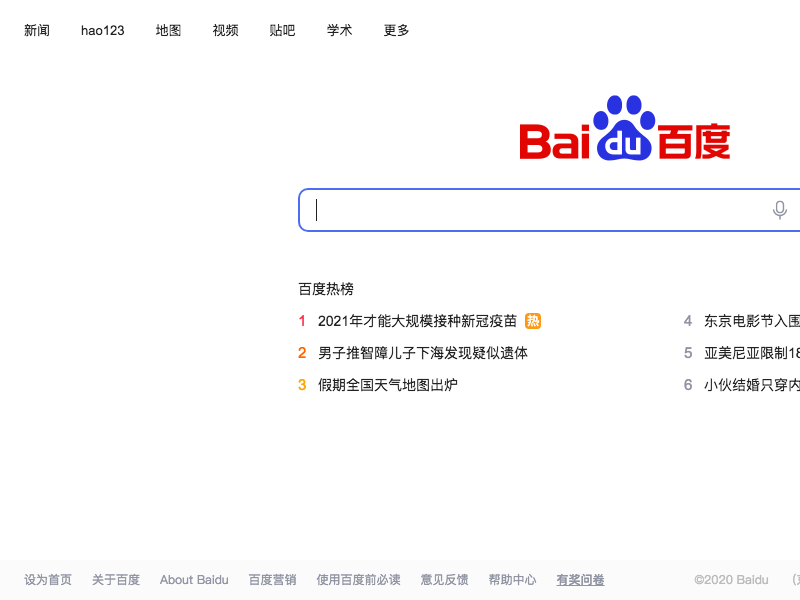 新闻 hao123 地图 视频 贴吧 学术 更多
Bai du 百度
百度热榜
1 2021年才能大规模接种新冠疫苗 热
2 男子推智障儿子下海发现疑似遗体
3 假期全国天气地图出炉
4 东京电影节入围
5 亚美尼亚限制18
6 小伙结婚只穿内
设为首页 关于百度 About Baidu 百度营销 使用百度前必读 意见反馈 帮助中心 有奖问卷 ©2020 Baidu